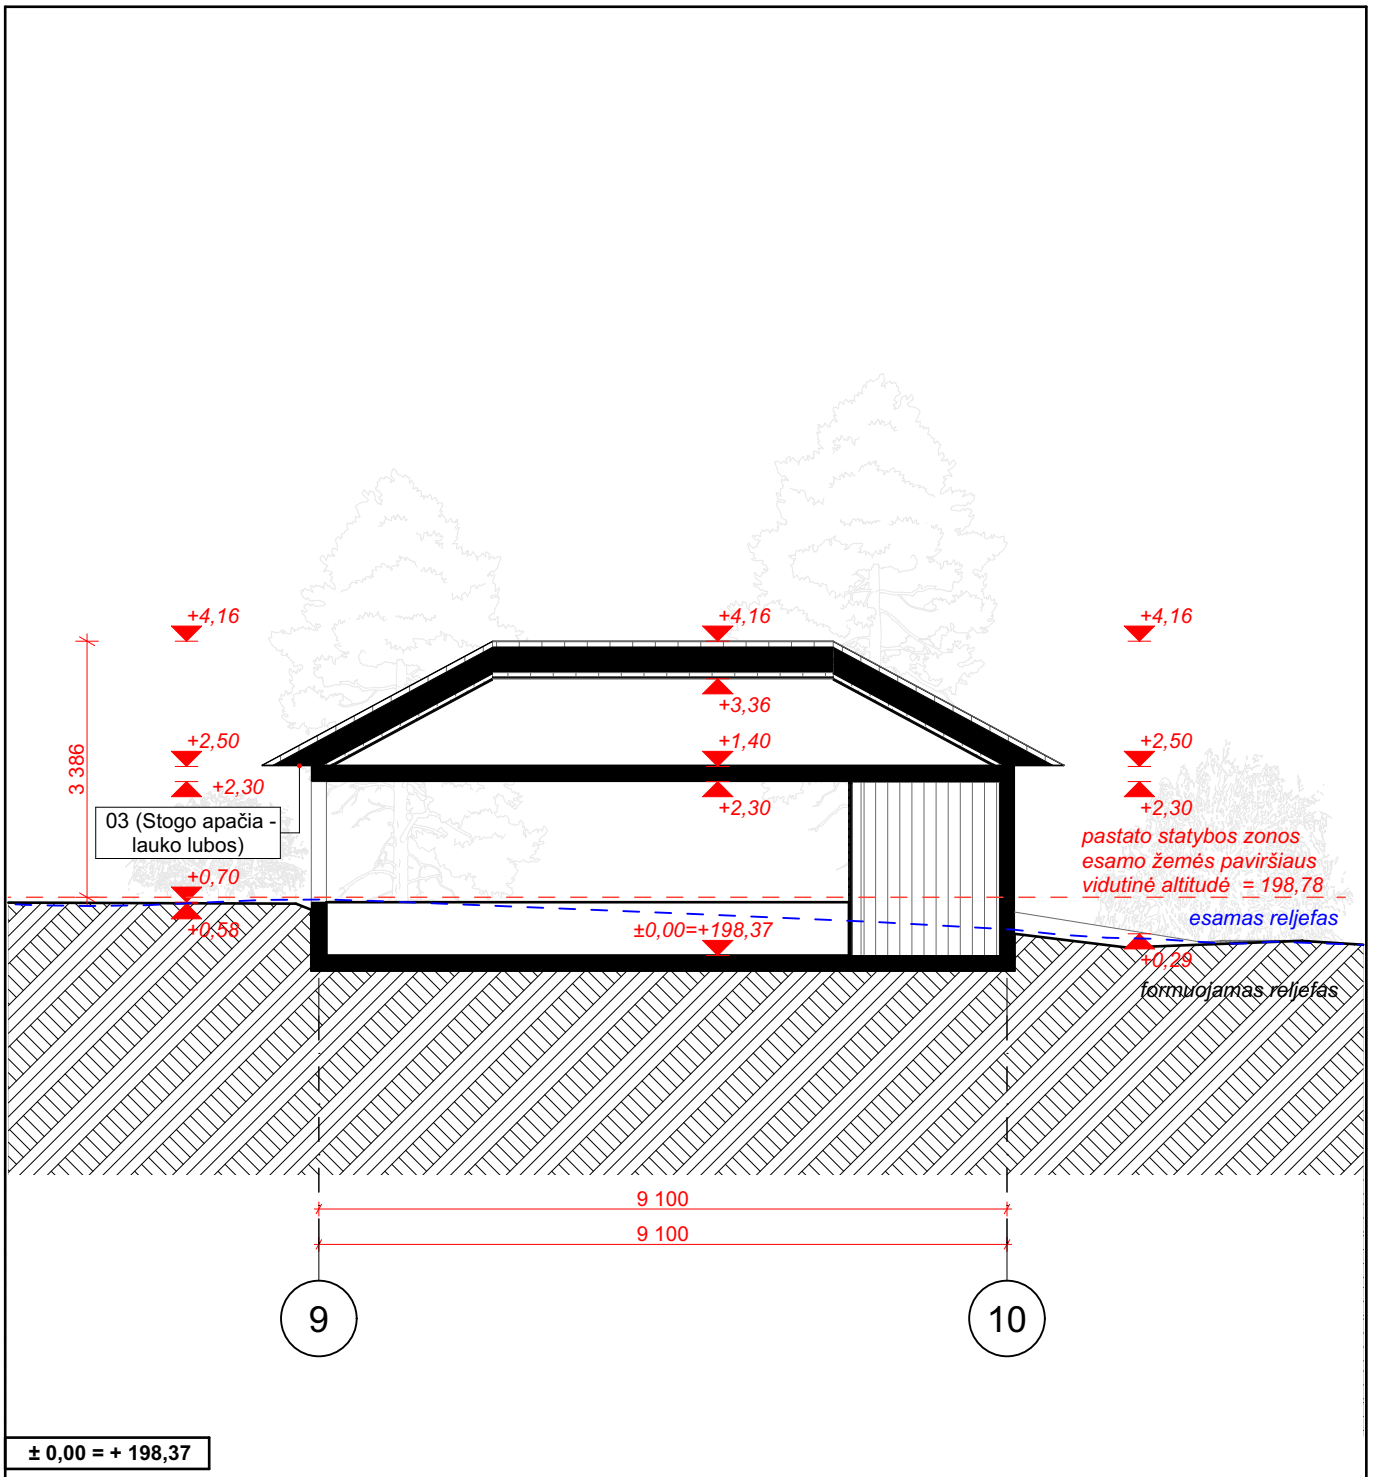 +4,16
+4,16
+4,16
+3,36
+2,50
+1,40
+2,50
3 386
+2,30
+2,30
+2,30
03 (Stogo apačia -
lauko lubos)
pastato statybos zonos
esamo žemės paviršiaus
vidutinė altitudė = 198,78
+0,70
esamas reljefas
+0,58
±0,00=+198,37
+0,29
formuojamas reljefas
9 100
9 100
9
10
± 0,00 = + 198,37